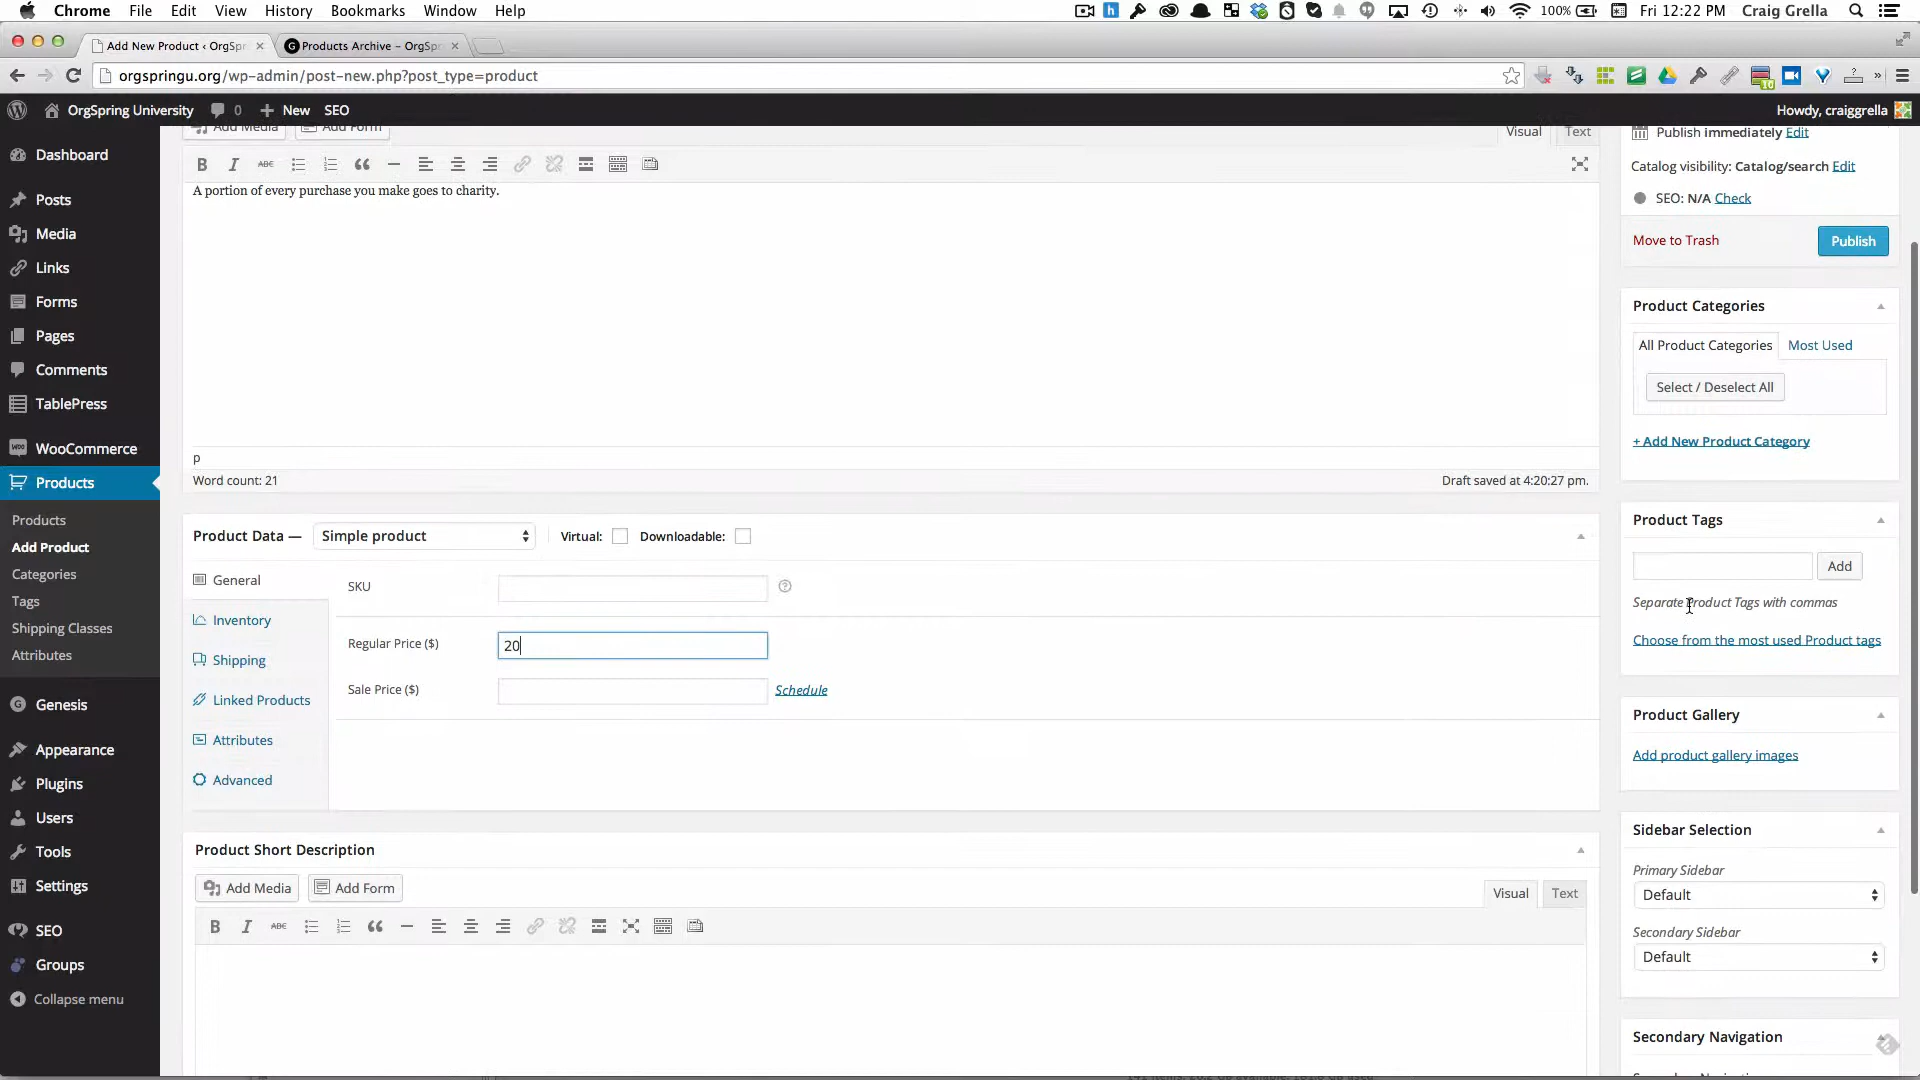 Chrome File Edit View History Bookmarks Window Help 100% Fri 12:22 PM Craig Grella
Add New Product ‹ OrgSpr Products Archive – OrgSp
orgspringu.org/wp-admin/post-new.php?post_type=product
OrgSpring University 0 New SEO Howdy, craiggrella
Add Media Add Form Visual Text
Publish immediately Edit
Dashboard
Posts
Media
Links
Forms
Pages
Comments
TablePress
WooCommerce
Products
Products
Add Product
Categories
Tags
Shipping Classes
Attributes
Genesis
Appearance
Plugins
Users
Tools
Settings
SEO
Groups
Collapse menu
B I ABC
A portion of every purchase you make goes to charity.
p
Word count: 21 Draft saved at 4:20:27 pm.
Product Data — Simple product Virtual: Downloadable:
General
Inventory
Shipping
Linked Products
Attributes
Advanced
SKU
Regular Price ($) 20
Sale Price ($) Schedule
Product Short Description
Add Media Add Form Visual Text
B I ABC
Catalog visibility: Catalog/search Edit
SEO: N/A Check
Move to Trash Publish
Product Categories
All Product Categories Most Used
Select / Deselect All
+ Add New Product Category
Product Tags
Add
Separate Product Tags with commas
Choose from the most used Product tags
Product Gallery
Add product gallery images
Sidebar Selection
Primary Sidebar
Default
Secondary Sidebar
Default
Secondary Navigation